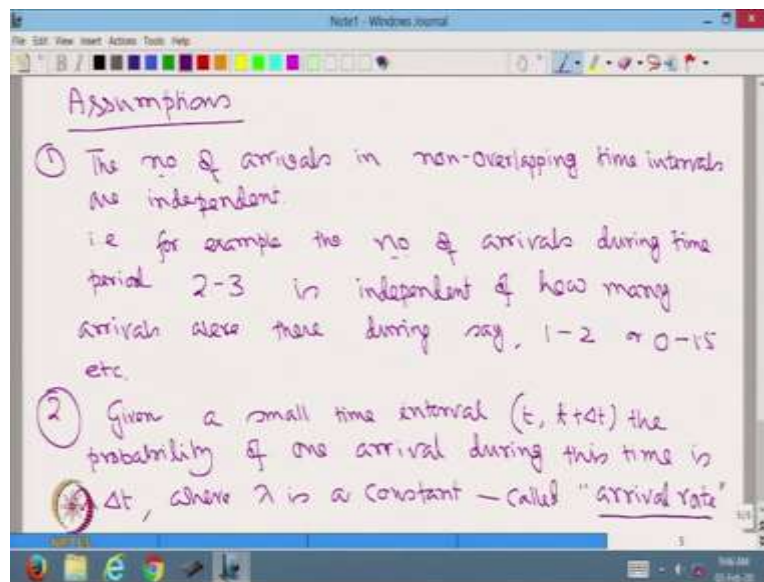 Note1 - Windows Journal
File Edit View Insert Actions Tools Help
Assumptions
① The no of arrivals in non-overlapping time intervals
are independent.
i.e for example the no of arrivals during time
period 2-3 is independent of how many
arrivals were there during say, 1-2 or 0-1.5
etc.
② Given a small time interval (t, t+Δt) the
probability of one arrival during this time is
Δt, where λ is a constant - called "arrival rate"